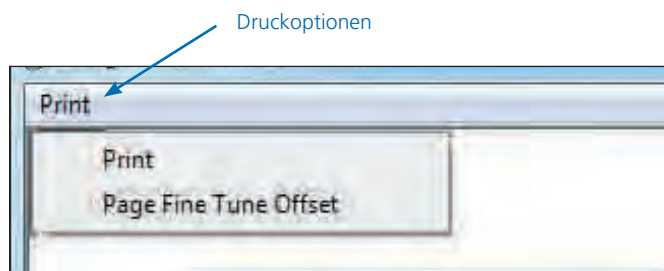 Druckoptionen
Print
Print
Page Fine Tune Offset